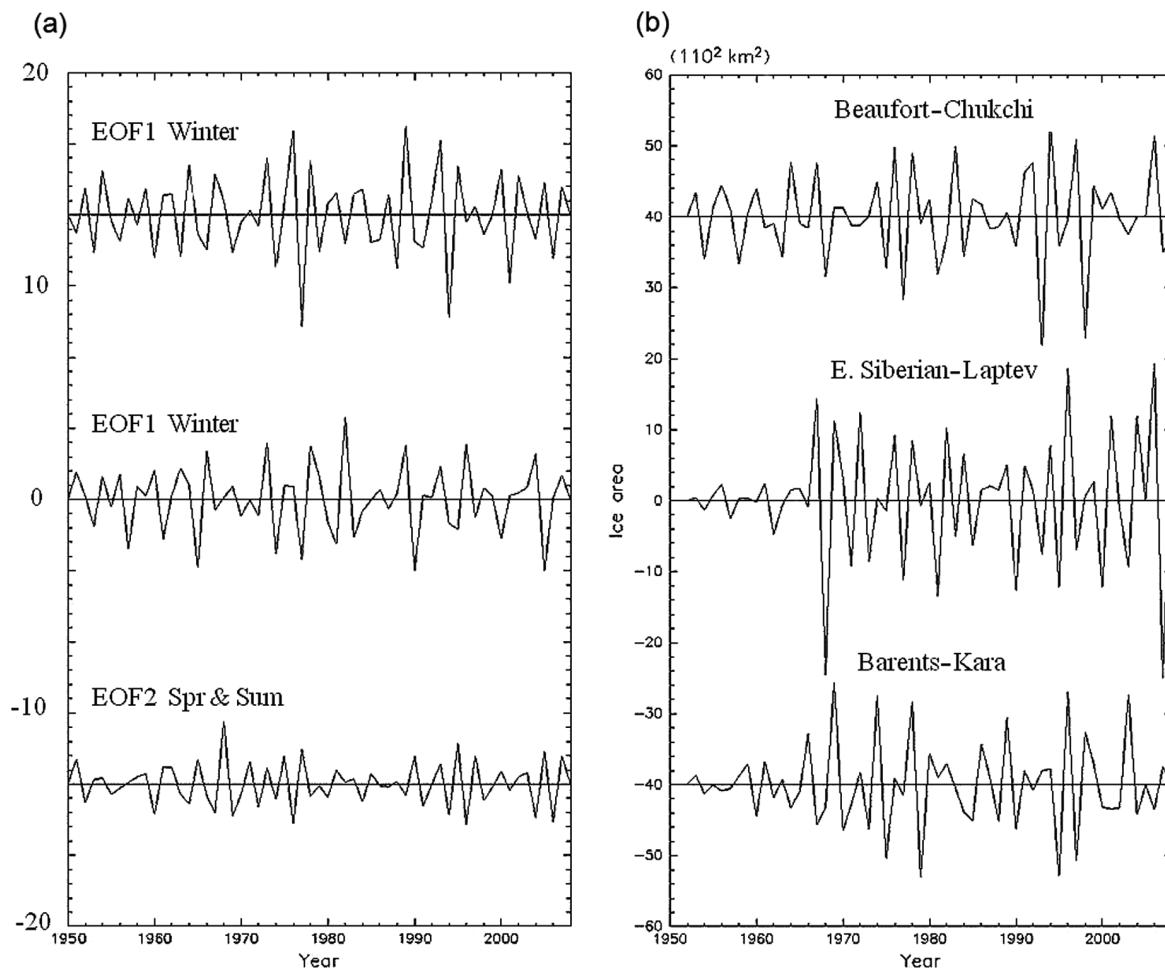 (a)
20
EOF1 Winter
10
EOF1 Winter
0
EOF2 Spr & Sum
-10
-20
1950 1960 1970 1980 1990 2000
Year
(b)
(110² km²)
60
Beaufort-Chukchi
50
40
30
20
E. Siberian-Laptev
10
0
Ice area
-10
-20
Barents-Kara
-30
-40
-50
-60
1950 1960 1970 1980 1990 2000
Year